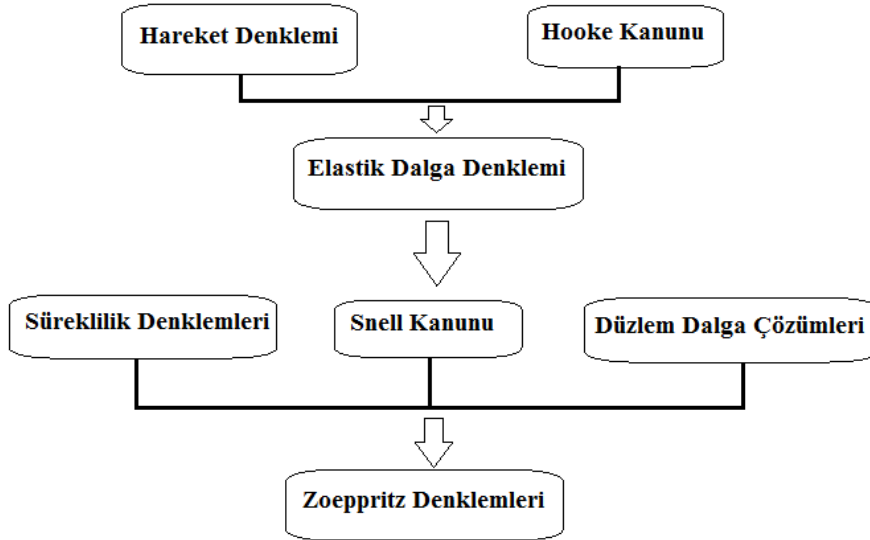 Hareket Denklemi
Hooke Kanunu
Elastik Dalga Denklemi
Süreklilik Denklemleri
Snell Kanunu
Düzlem Dalga Çözümleri
Zoeppritz Denklemleri